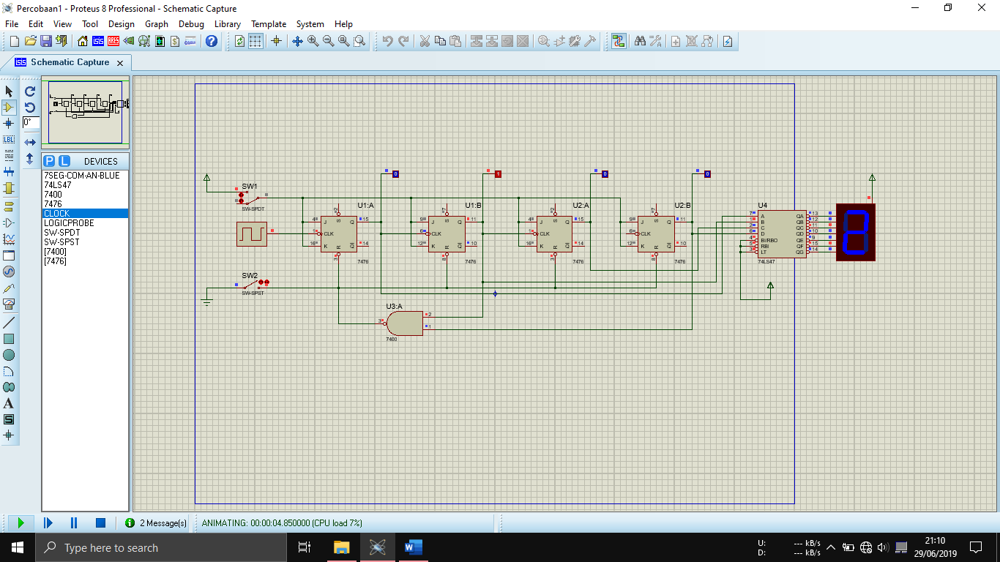 Percobaan1 - Proteus 8 Professional - Schematic Capture
File Edit View Tool Design Graph Debug Library Template System Help
Schematic Capture
0°
LBL
P L DEVICES
7SEG-COM-AN-BLUE
74LS47
7400
7476
CLOCK
LOGICPROBE
SW-SPDT
SW-SPST
[7400]
[7476]
A
S
0 1 0 0
SW1
SW-SPDT
U1:A U1:B U2:A U2:B U4
2 7 2 7
4 J S Q 15
1 CLK
16 K R Q 14
3
7476
9 J S Q 11
6 CLK
12 K R Q 10
8
7476
4 J S Q 15
1 CLK
16 K R Q 14
3
7476
9 J S Q 11
6 CLK
12 K R Q 10
8
7476
7 A QA 13
1 B QB 12
2 C QC 11
6 D QD 10
4 BI/RBO QE 9
5 RBI QF 15
3 LT QG 14
74LS47
SW2
SW-SPST
U3:A
3 2
1
7400
2 Message(s) ANIMATING: 00:00:04.850000 (CPU load 7%)
Type here to search
U: --- kB/s
D: --- kB/s
21:10
29/06/2019